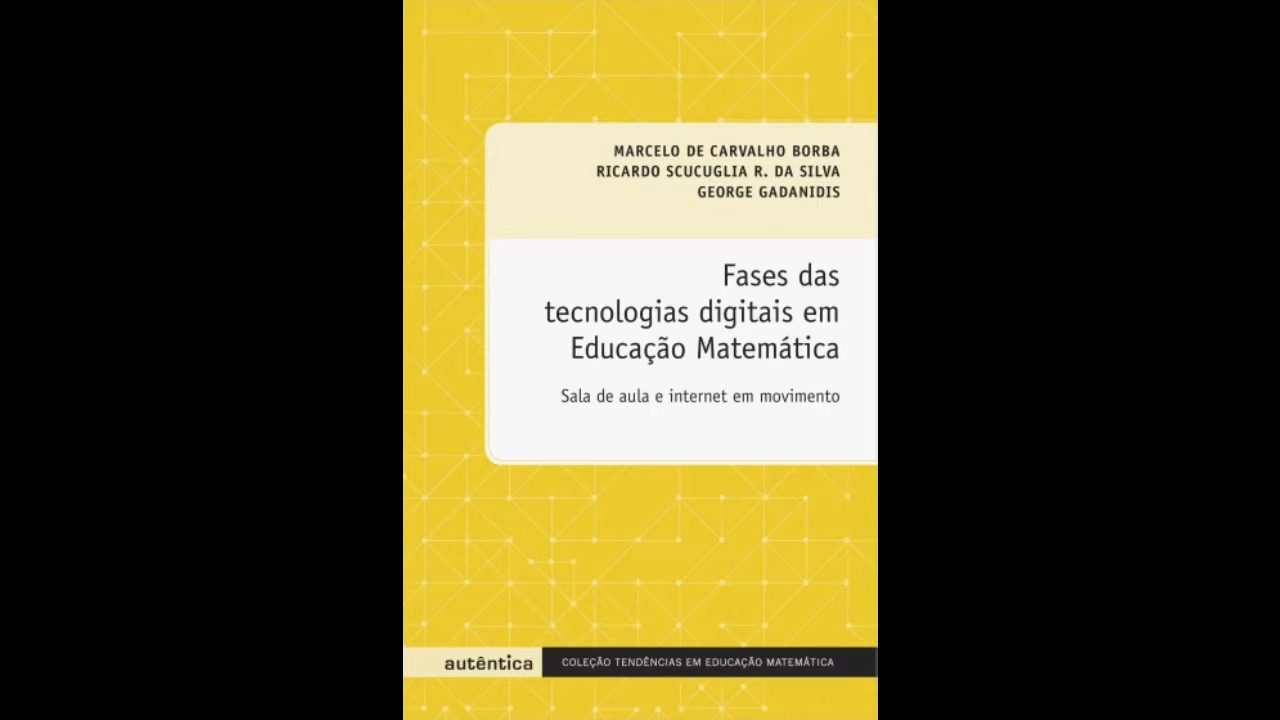 MARCELO DE CARVALHO BORBA
RICARDO SCUCUGLIA R. DA SILVA
GEORGE GADANIDIS
Fases das
tecnologias digitais em
Educação Matemática
Sala de aula e internet em movimento
autêntica
COLEÇÃO TENDÊNCIAS EM EDUCAÇÃO MATEMÁTICA